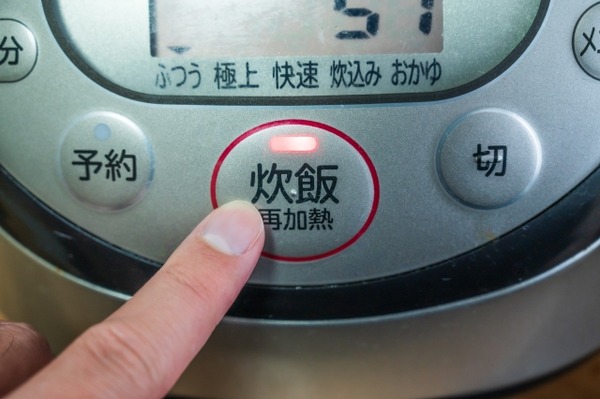 51
ふつう 極上 快速 炊込み おかゆ
分
予約
炊飯
再加熱
切